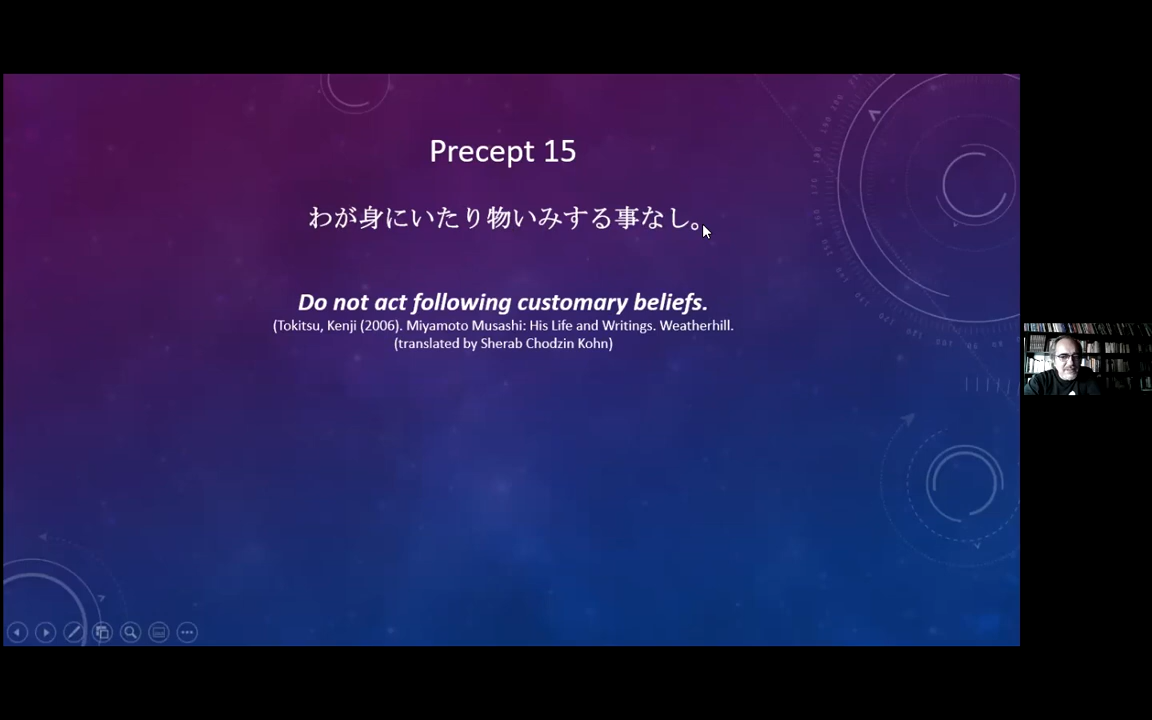 Precept 15
わが身にいたり物いみする事なし。
Do not act following customary beliefs.
(Tokitsu, Kenji (2006). Miyamoto Musashi: His Life and Writings. Weatherhill.
(translated by Sherab Chodzin Kohn)